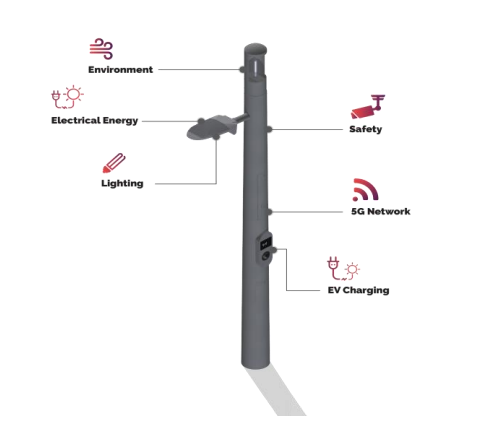 Environment
Electrical Energy
Safety
Lighting
5G Network
EV Charging